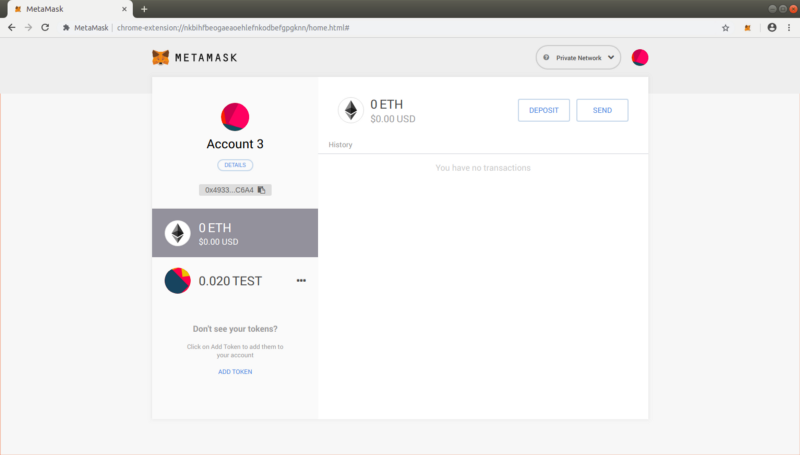 MetaMask
MetaMask
chrome-extension://nkbihfbeogaeaoehlefnkodbefgpgknn/home.html#
METAMASK
Private Network
Account 3
DETAILS
0x4933...C6A4
0 ETH
$0.00 USD
0.020 TEST
Don't see your tokens?
Click on Add Token to add them to
your account
ADD TOKEN
0 ETH
$0.00 USD
DEPOSIT
SEND
History
You have no transactions